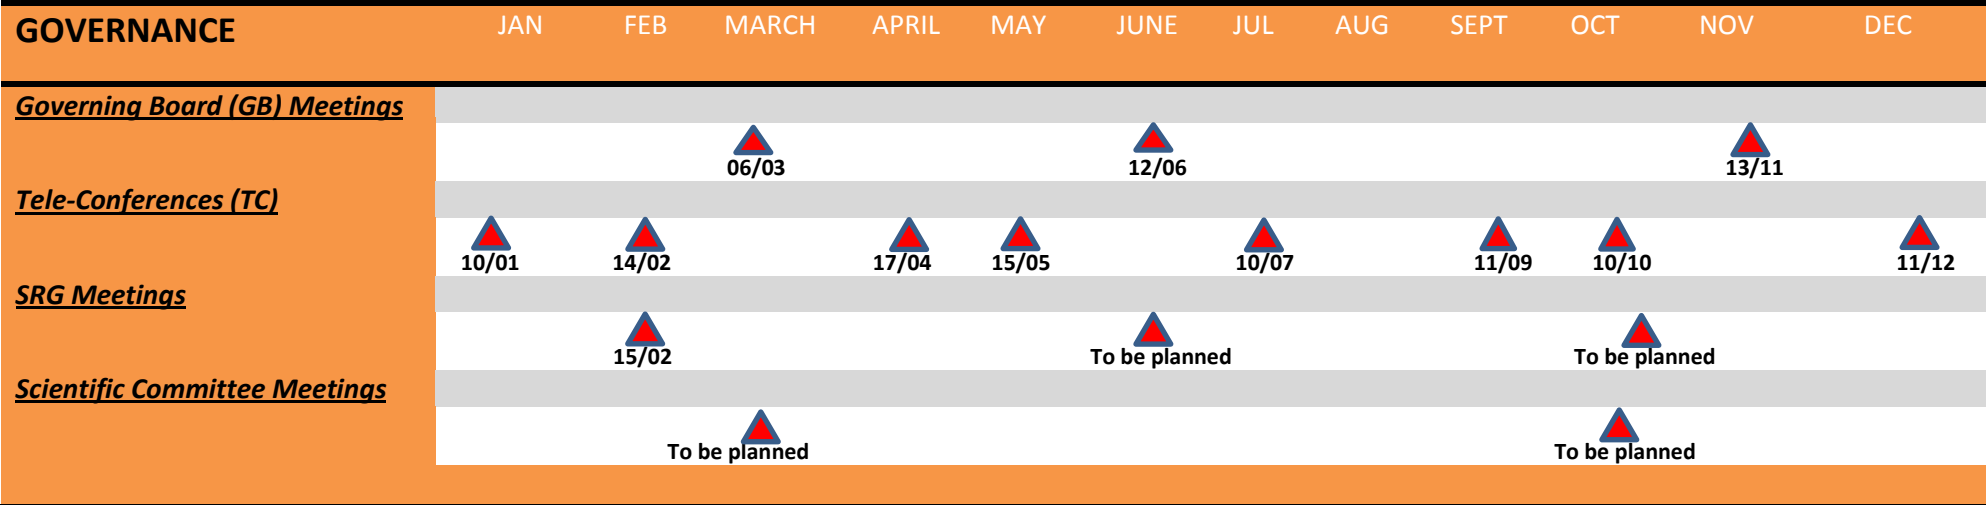 GOVERNANCE JAN FEB MARCH APRIL MAY JUNE JUL AUG SEPT OCT NOV DEC
Governing Board (GB) Meetings
06/03 12/06 13/11
Tele-Conferences (TC)
10/01 14/02 17/04 15/05 10/07 11/09 10/10 11/12
SRG Meetings
15/02 To be planned To be planned
Scientific Committee Meetings
To be planned To be planned